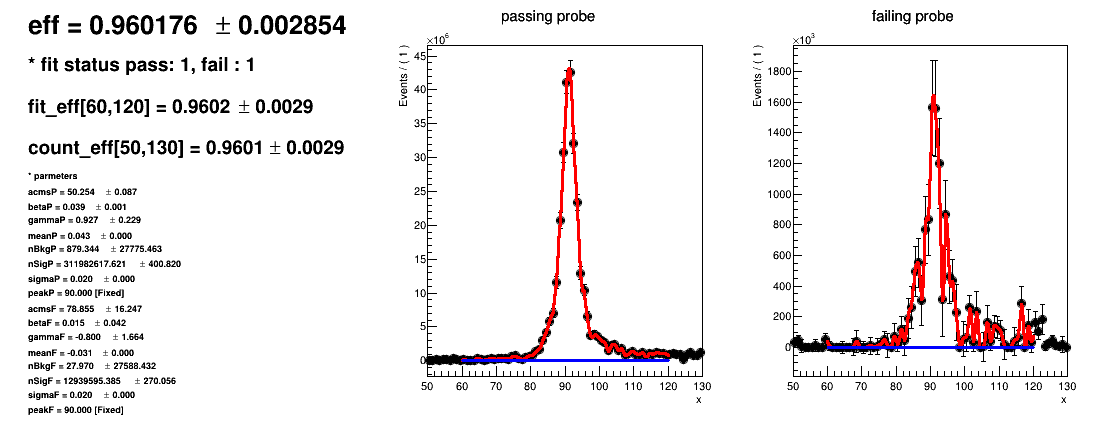 eff = 0.960176 ± 0.002854
* fit status pass: 1, fail : 1
fit_eff[60,120] = 0.9602 ± 0.0029
count_eff[50,130] = 0.9601 ± 0.0029
* parmeters
acmsP = 50.254 ± 0.087
betaP = 0.039 ± 0.001
gammaP = 0.927 ± 0.229
meanP = 0.043 ± 0.000
nBkgP = 879.344 ± 27775.463
nSigP = 311982617.621 ± 400.820
sigmaP = 0.020 ± 0.000
peakP = 90.000 [Fixed]
acmsF = 78.855 ± 16.247
betaF = 0.015 ± 0.042
gammaF = -0.800 ± 1.664
meanF = -0.031 ± 0.000
nBkgF = 27.970 ± 27588.432
nSigF = 12939595.385 ± 270.056
sigmaF = 0.020 ± 0.000
peakF = 90.000 [Fixed]
passing probe
×10⁶
Events / ( 1 )
45
40
35
30
25
20
15
10
5
0
50 60 70 80 90 100 110 120 130
x
failing probe
×10³
Events / ( 1 )
1800
1600
1400
1200
1000
800
600
400
200
0
50 60 70 80 90 100 110 120 130
x